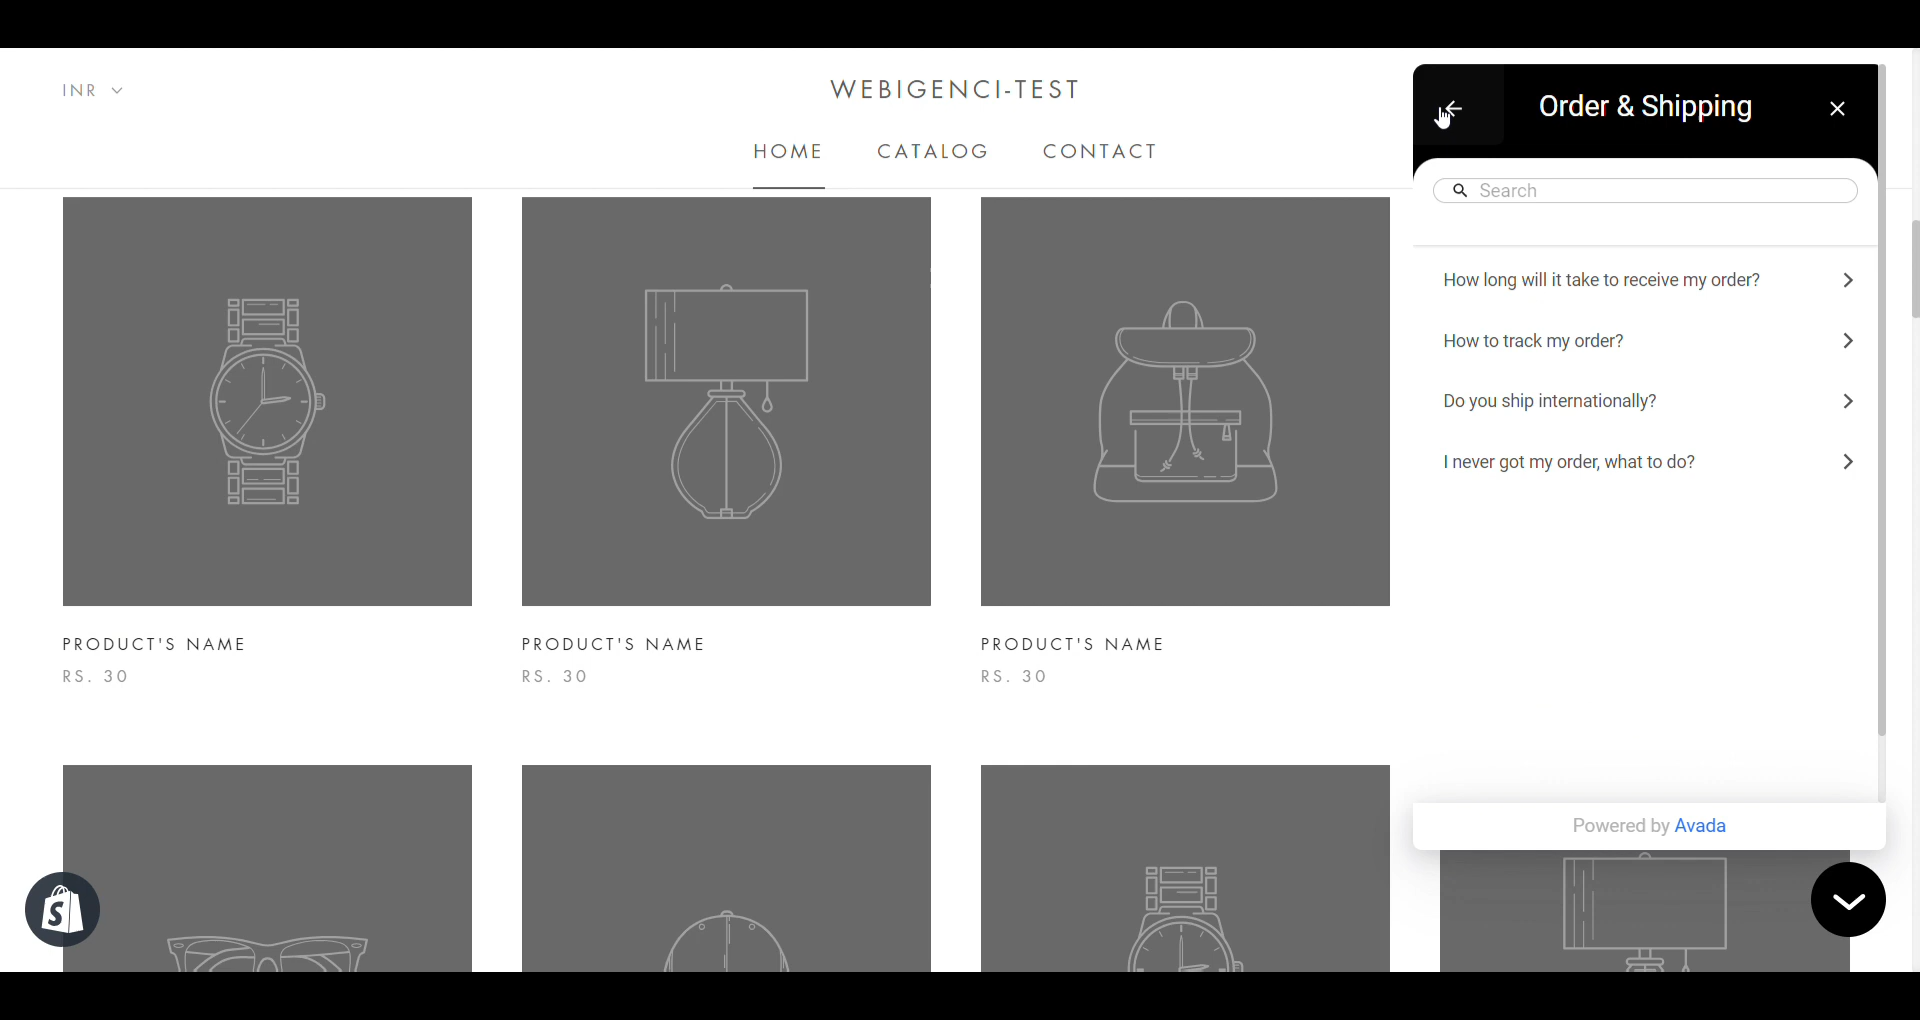 INR
WEBIGENCI-TEST
HOME CATALOG CONTACT
PRODUCT'S NAME
RS. 30
PRODUCT'S NAME
RS. 30
PRODUCT'S NAME
RS. 30
Order & Shipping
Search
How long will it take to receive my order?
How to track my order?
Do you ship internationally?
I never got my order, what to do?
Powered by Avada